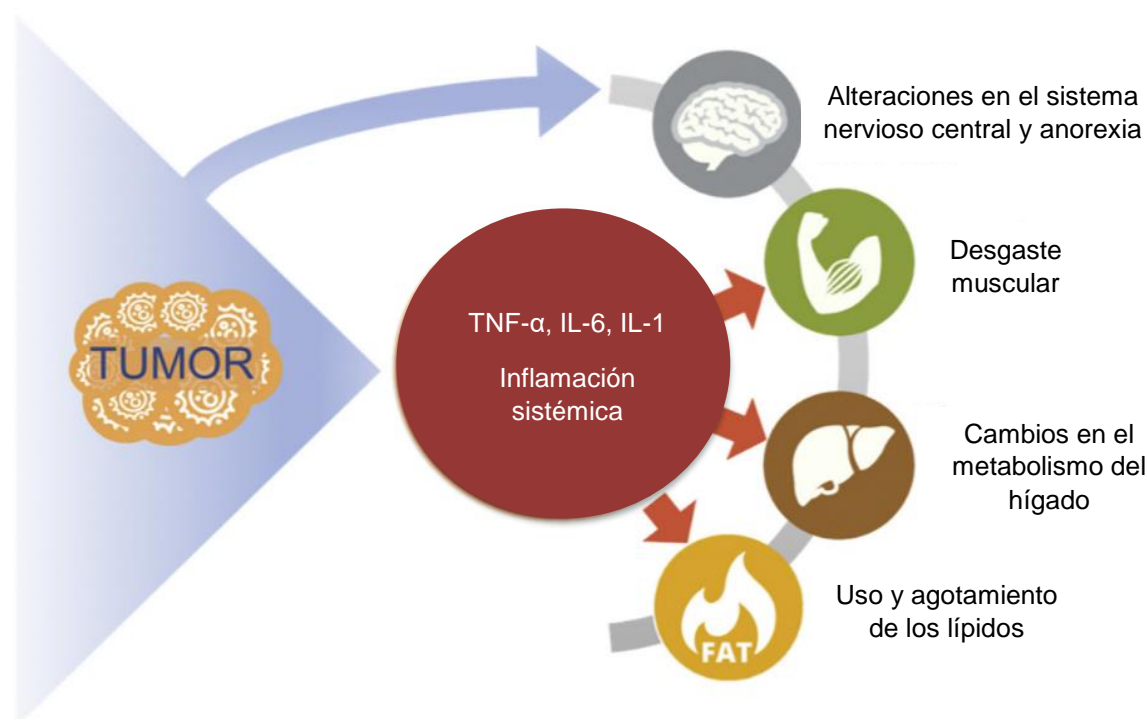 Alteraciones en el sistema
nervioso central y anorexia
Desgaste
muscular
TUMOR
TNF-α, IL-6, IL-1
Inflamación
sistémica
Cambios en el
metabolismo del
hígado
Uso y agotamiento
de los lípidos
FAT